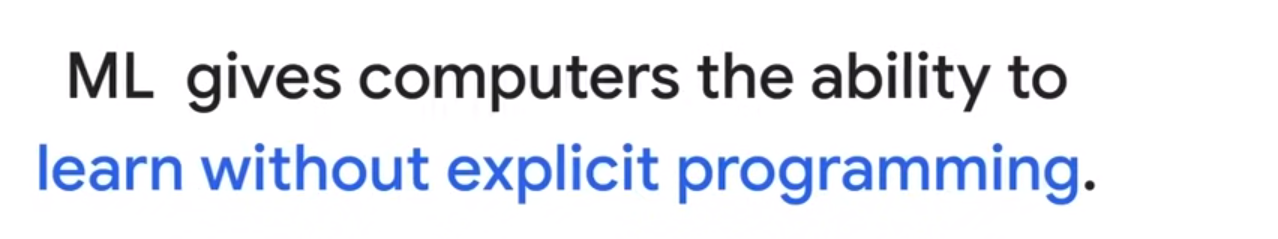 ML  gives computers the ability to
learn without explicit programming.